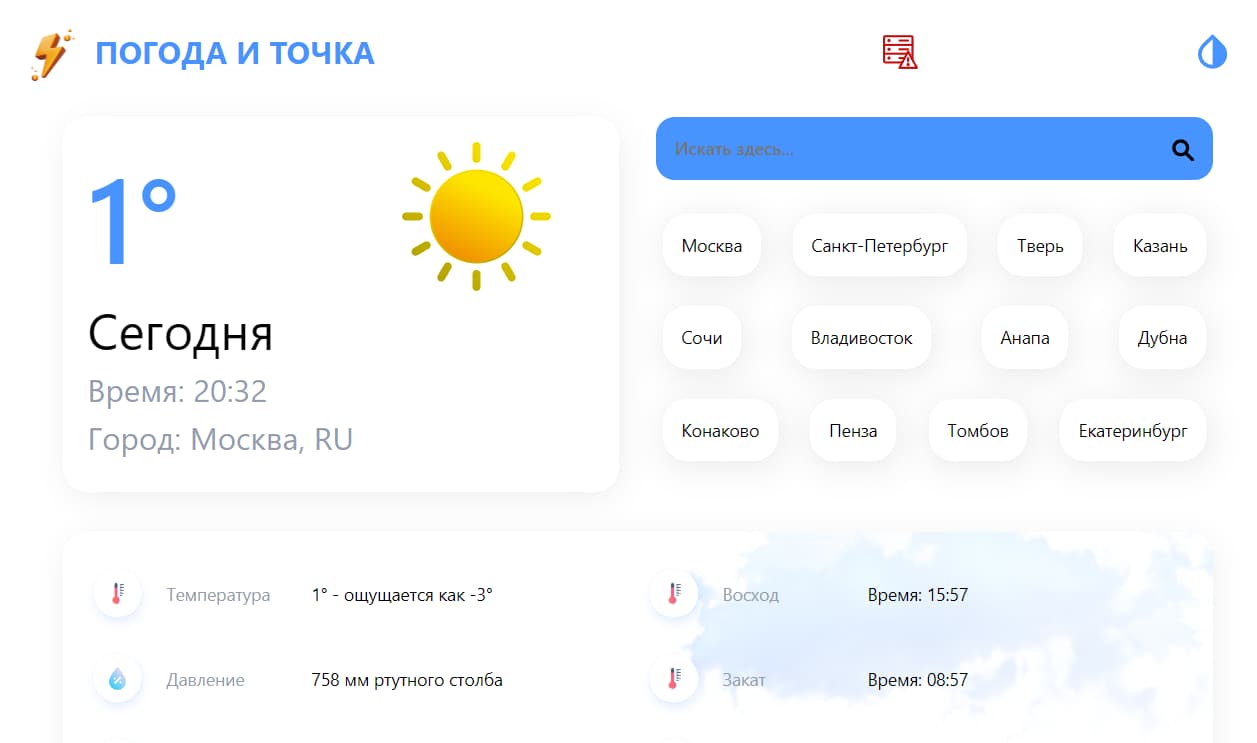 ПОГОДА И ТОЧКА
1°
Сегодня
Время: 20:32
Город: Москва, RU
Искать здесь...
Москва Санкт-Петербург Тверь Казань
Сочи Владивосток Анапа Дубна
Конаково Пенза Томбов Екатеринбург
Температура 1° - ощущается как -3° Восход Время: 15:57
Давление 758 мм ртутного столба Закат Время: 08:57